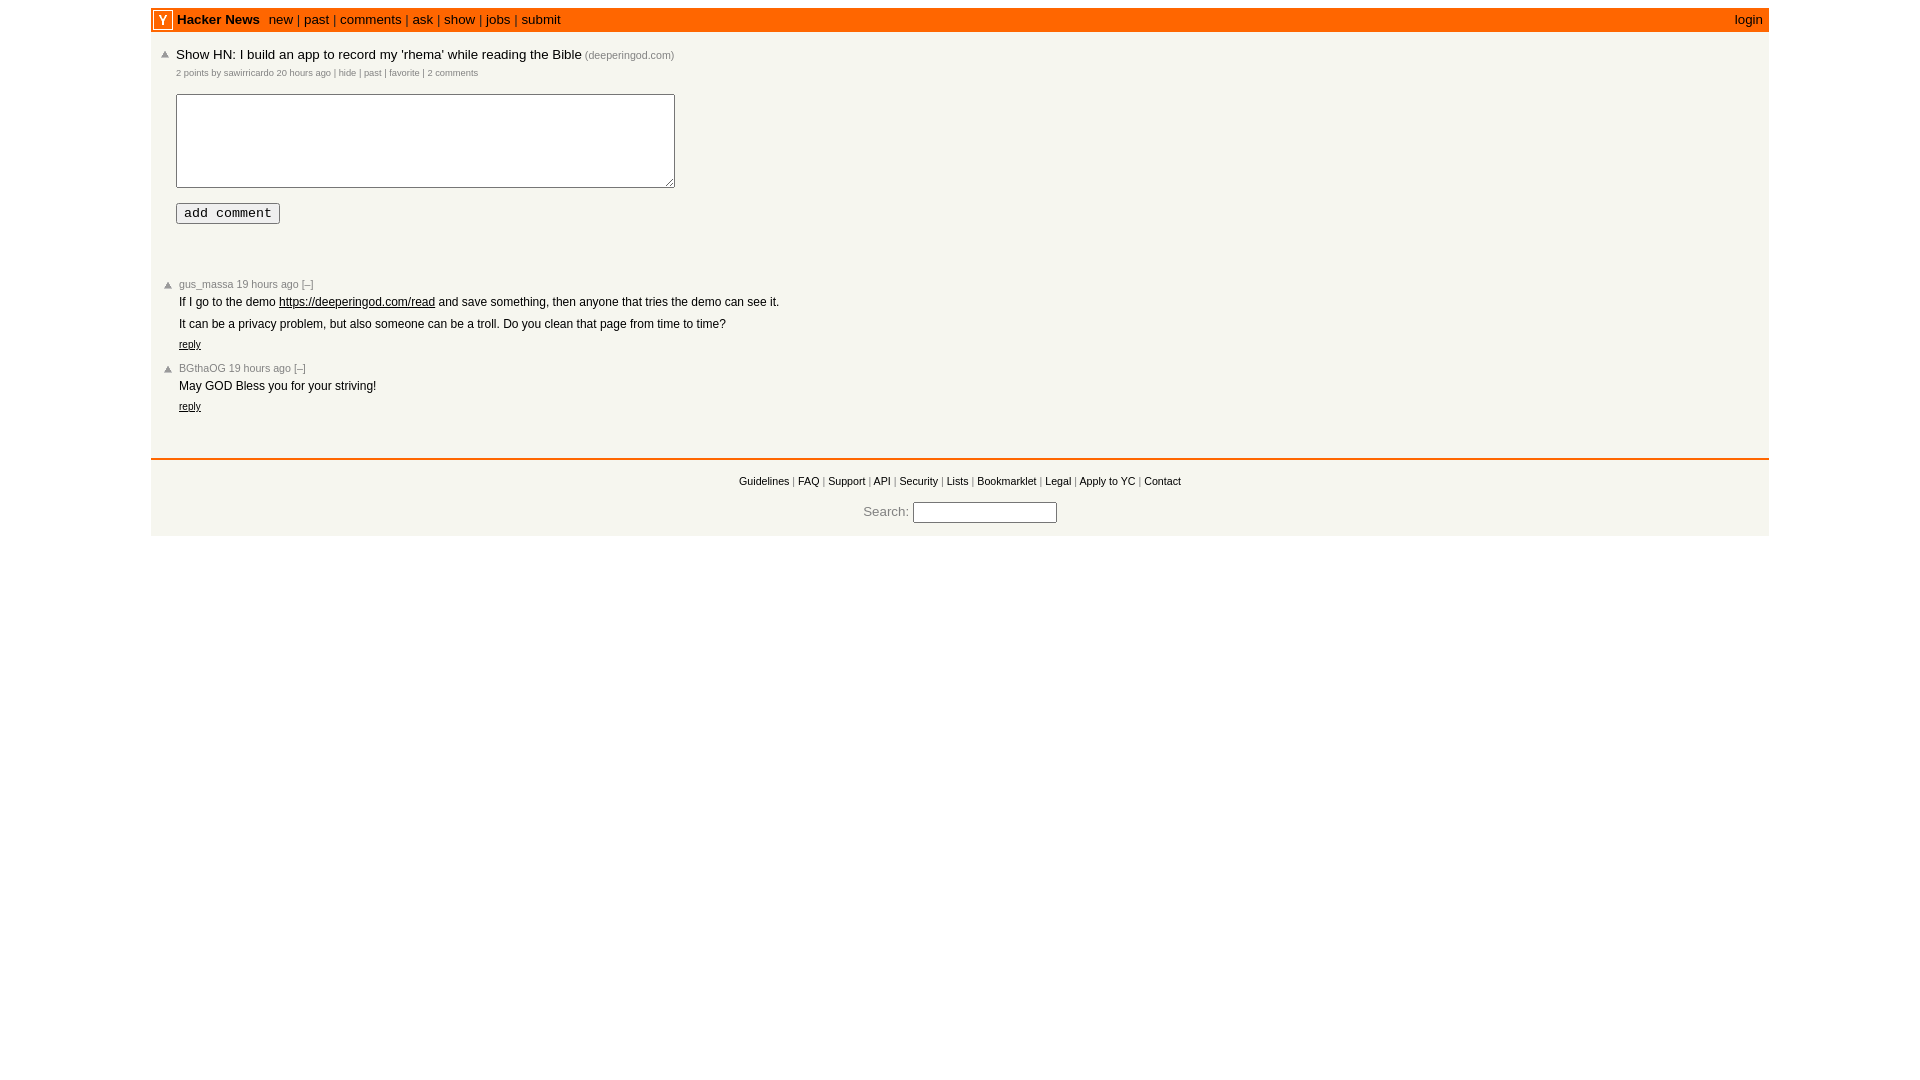 Y Hacker News new | past | comments | ask | show | jobs | submit login
Show HN: I build an app to record my 'rhema' while reading the Bible (deeperingod.com)
2 points by sawirricardo 20 hours ago | hide | past | favorite | 2 comments
add comment
gus_massa 19 hours ago [–]
If I go to the demo https://deeperingod.com/read and save something, then anyone that tries the demo can see it.
It can be a privacy problem, but also someone can be a troll. Do you clean that page from time to time?
reply
BGthaOG 19 hours ago [–]
May GOD Bless you for your striving!
reply
Guidelines | FAQ | Support | API | Security | Lists | Bookmarklet | Legal | Apply to YC | Contact
Search: